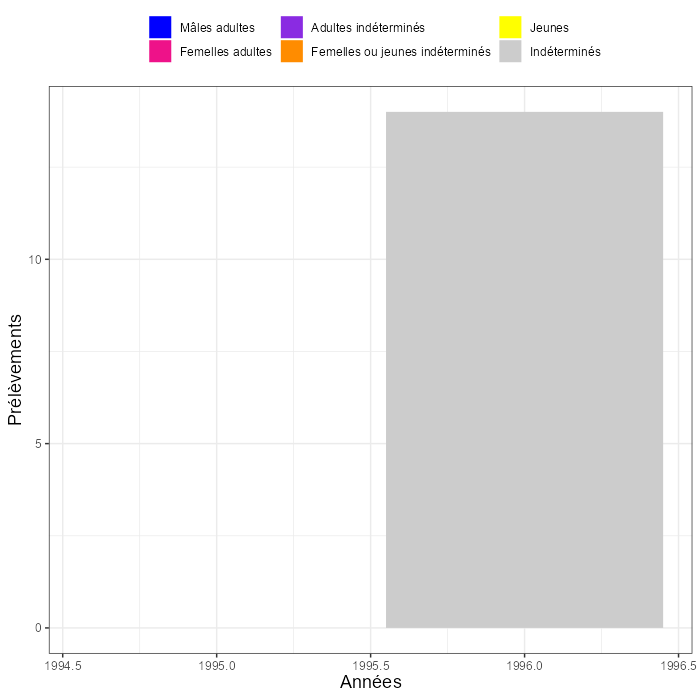 Mâles adultes Adultes indéterminés Jeunes
Femelles adultes Femelles ou jeunes indéterminés Indéterminés
Prélèvements
10
5
0
1994.5 1995.0 1995.5 1996.0 1996.5
Années